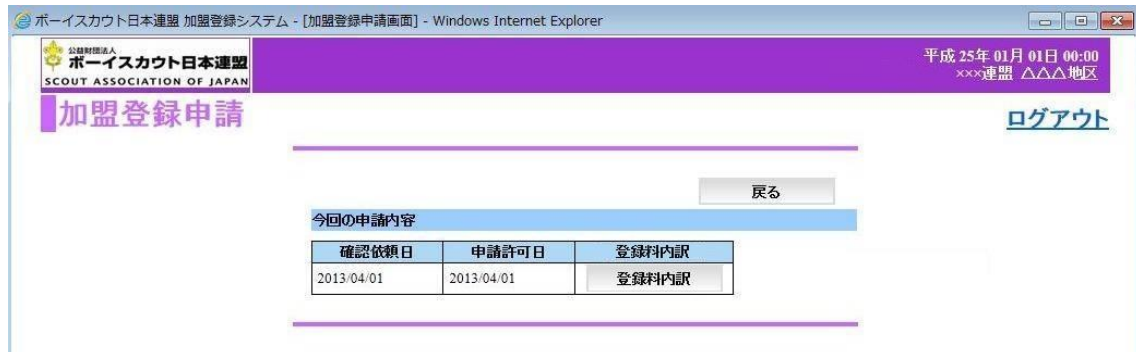 ボーイスカウト日本連盟 加盟登録システム - [加盟登録申請画面] - Windows Internet Explorer
公益財団法人
ボーイスカウト日本連盟
SCOUT ASSOCIATION OF JAPAN
平成 25年 01月 01日 00:00
×××連盟 △△△地区
加盟登録申請
ログアウト
戻る
今回の申請内容
確認依頼日 申請許可日 登録料内訳
2013/04/01 2013/04/01 登録料内訳